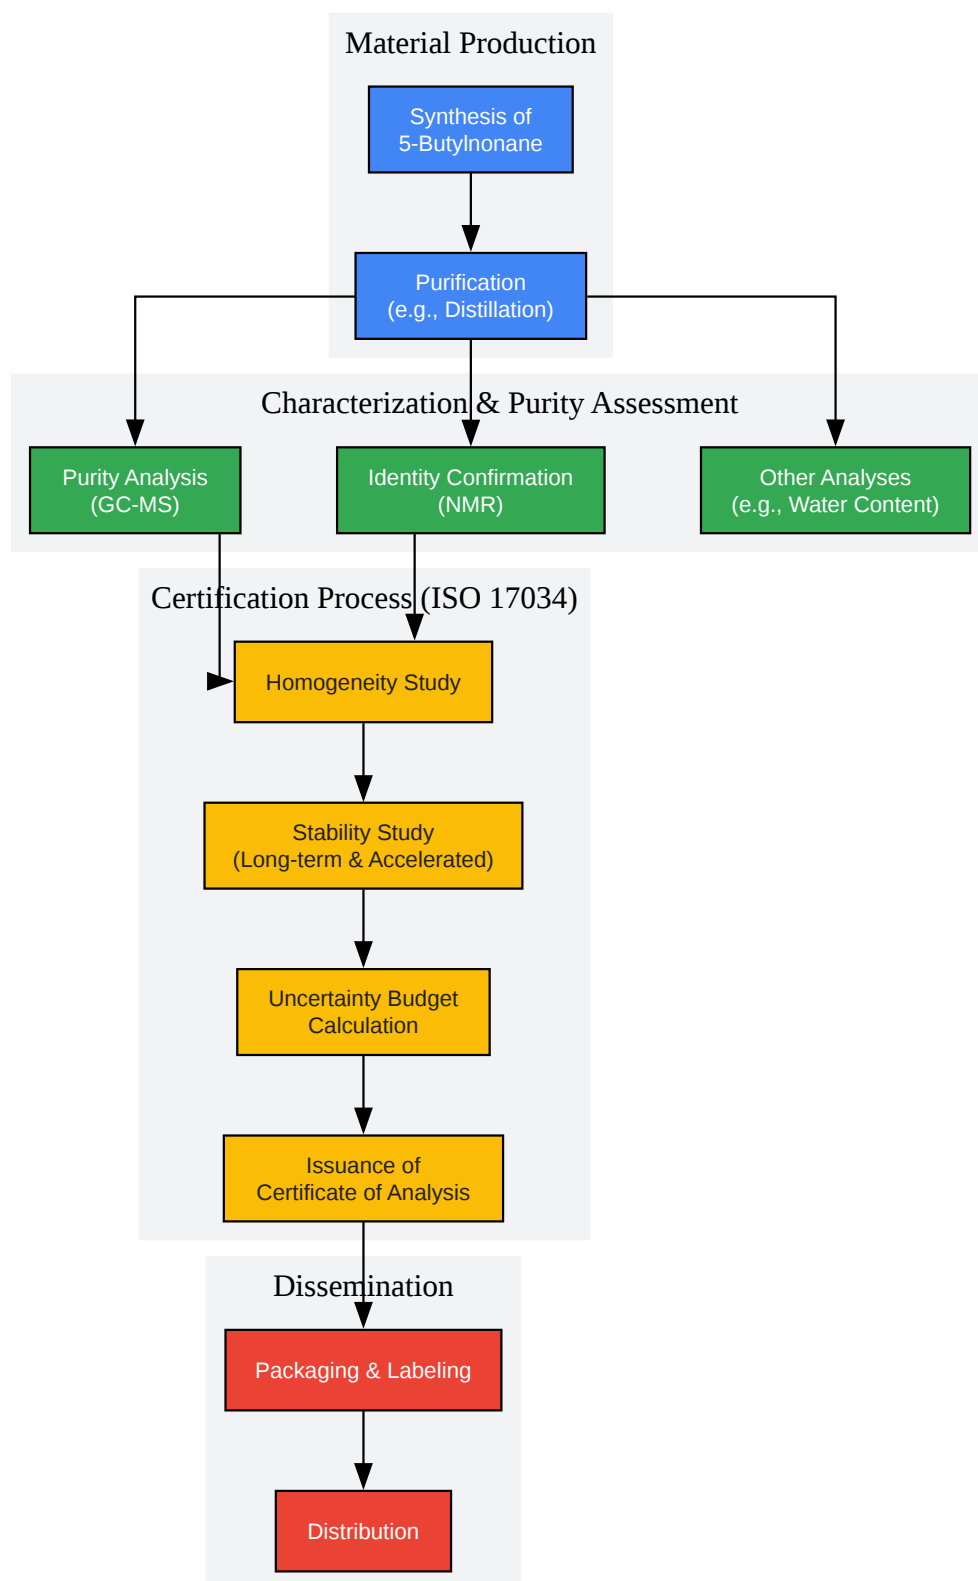 Material Production
Synthesis of
5-Butylnonane
Purification
(e.g., Distillation)
Characterization & Purity Assessment
Purity Analysis
(GC-MS)
Identity Confirmation
(NMR)
Other Analyses
(e.g., Water Content)
Certification Process (ISO 17034)
Homogeneity Study
Stability Study
(Long-term & Accelerated)
Uncertainty Budget
Calculation
Issuance of
Certificate of Analysis
Dissemination
Packaging & Labeling
Distribution